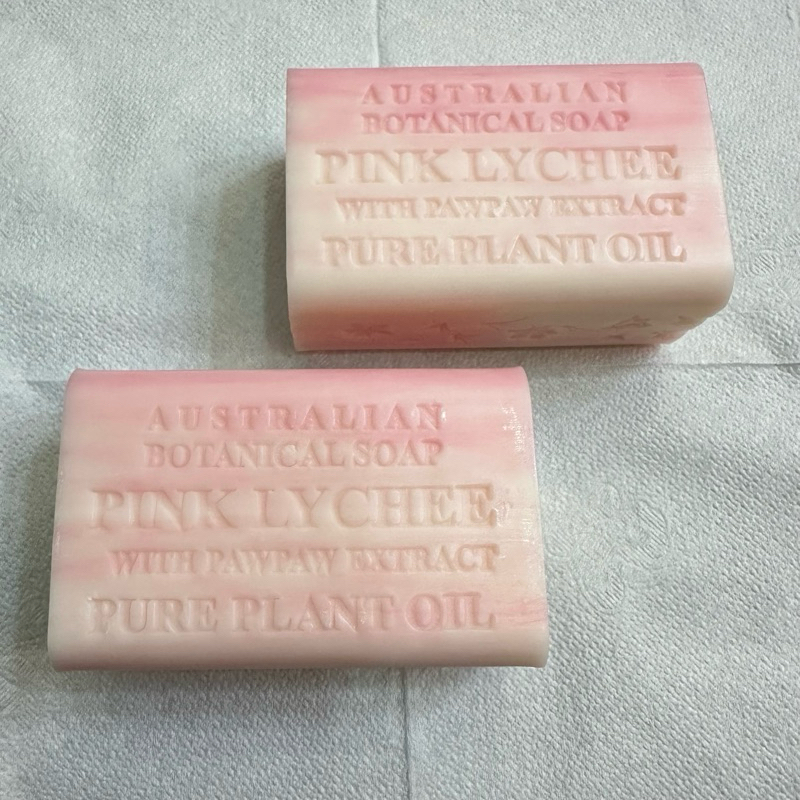 AUSTRALIAN
BOTANICAL SOAP
PINK LYCHEE
WITH PAWPAW EXTRACT
PURE PLANT OIL
AUSTRALIAN
BOTANICAL SOAP
PINK LYCHEE
WITH PAWPAW EXTRACT
PURE PLANT OIL